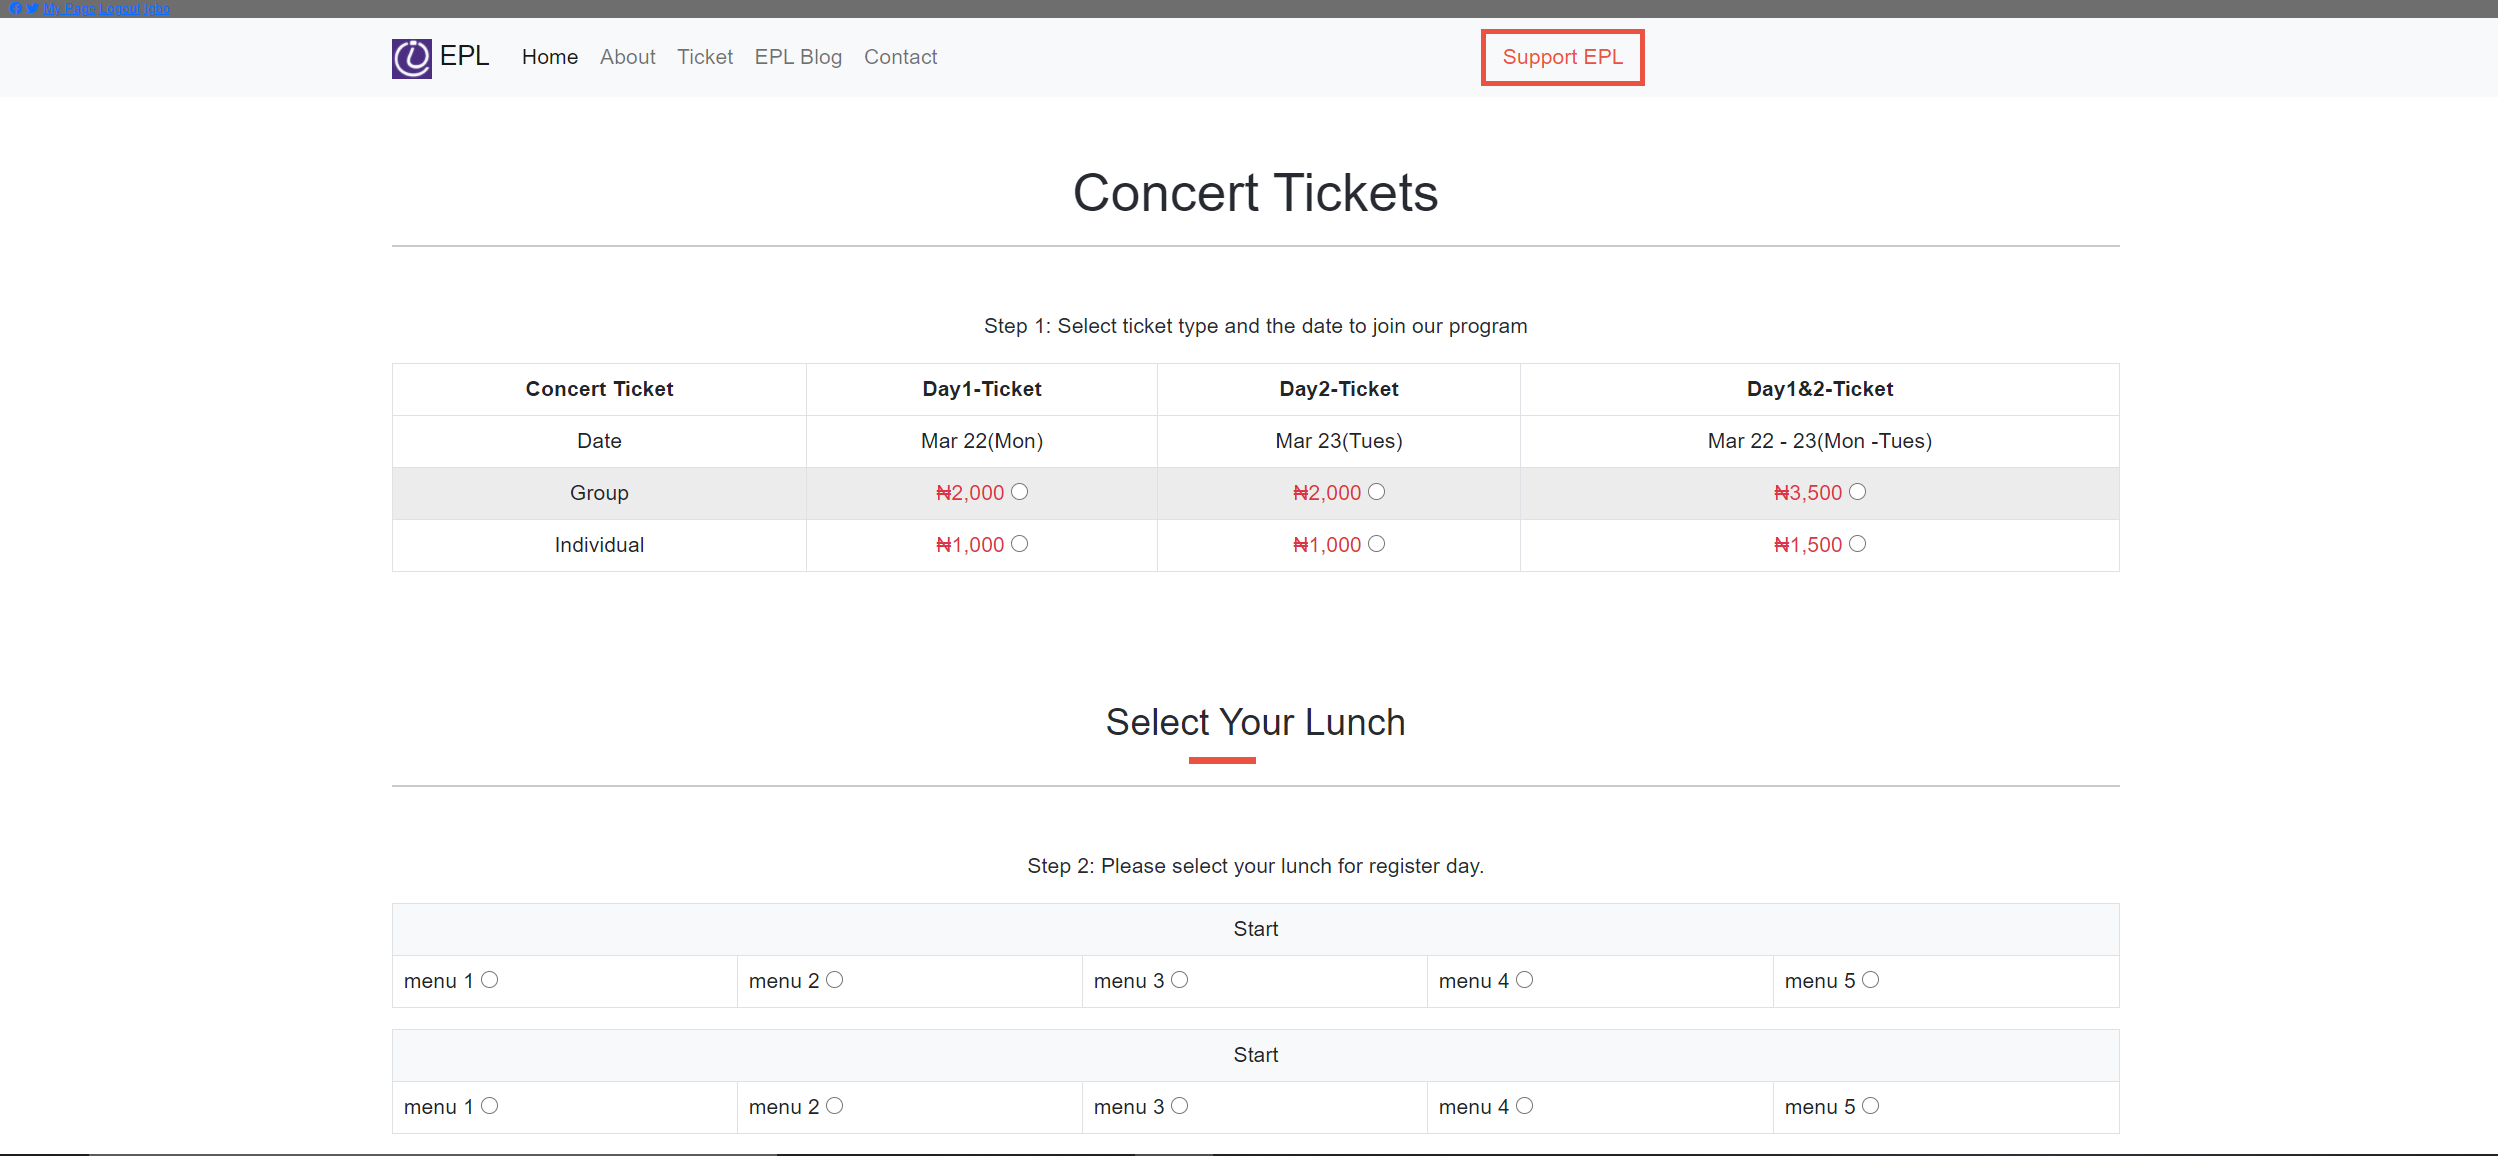 My Page Logout Jobs
EPL Home About Ticket EPL Blog Contact Support EPL
Concert Tickets
Step 1: Select ticket type and the date to join our program
Concert Ticket Day1-Ticket Day2-Ticket Day1&2-Ticket
Date Mar 22(Mon) Mar 23(Tues) Mar 22 - 23(Mon -Tues)
Group ₦2,000 ₦2,000 ₦3,500
Individual ₦1,000 ₦1,000 ₦1,500
Select Your Lunch
Step 2: Please select your lunch for register day.
Start
menu 1 menu 2 menu 3 menu 4 menu 5
Start
menu 1 menu 2 menu 3 menu 4 menu 5